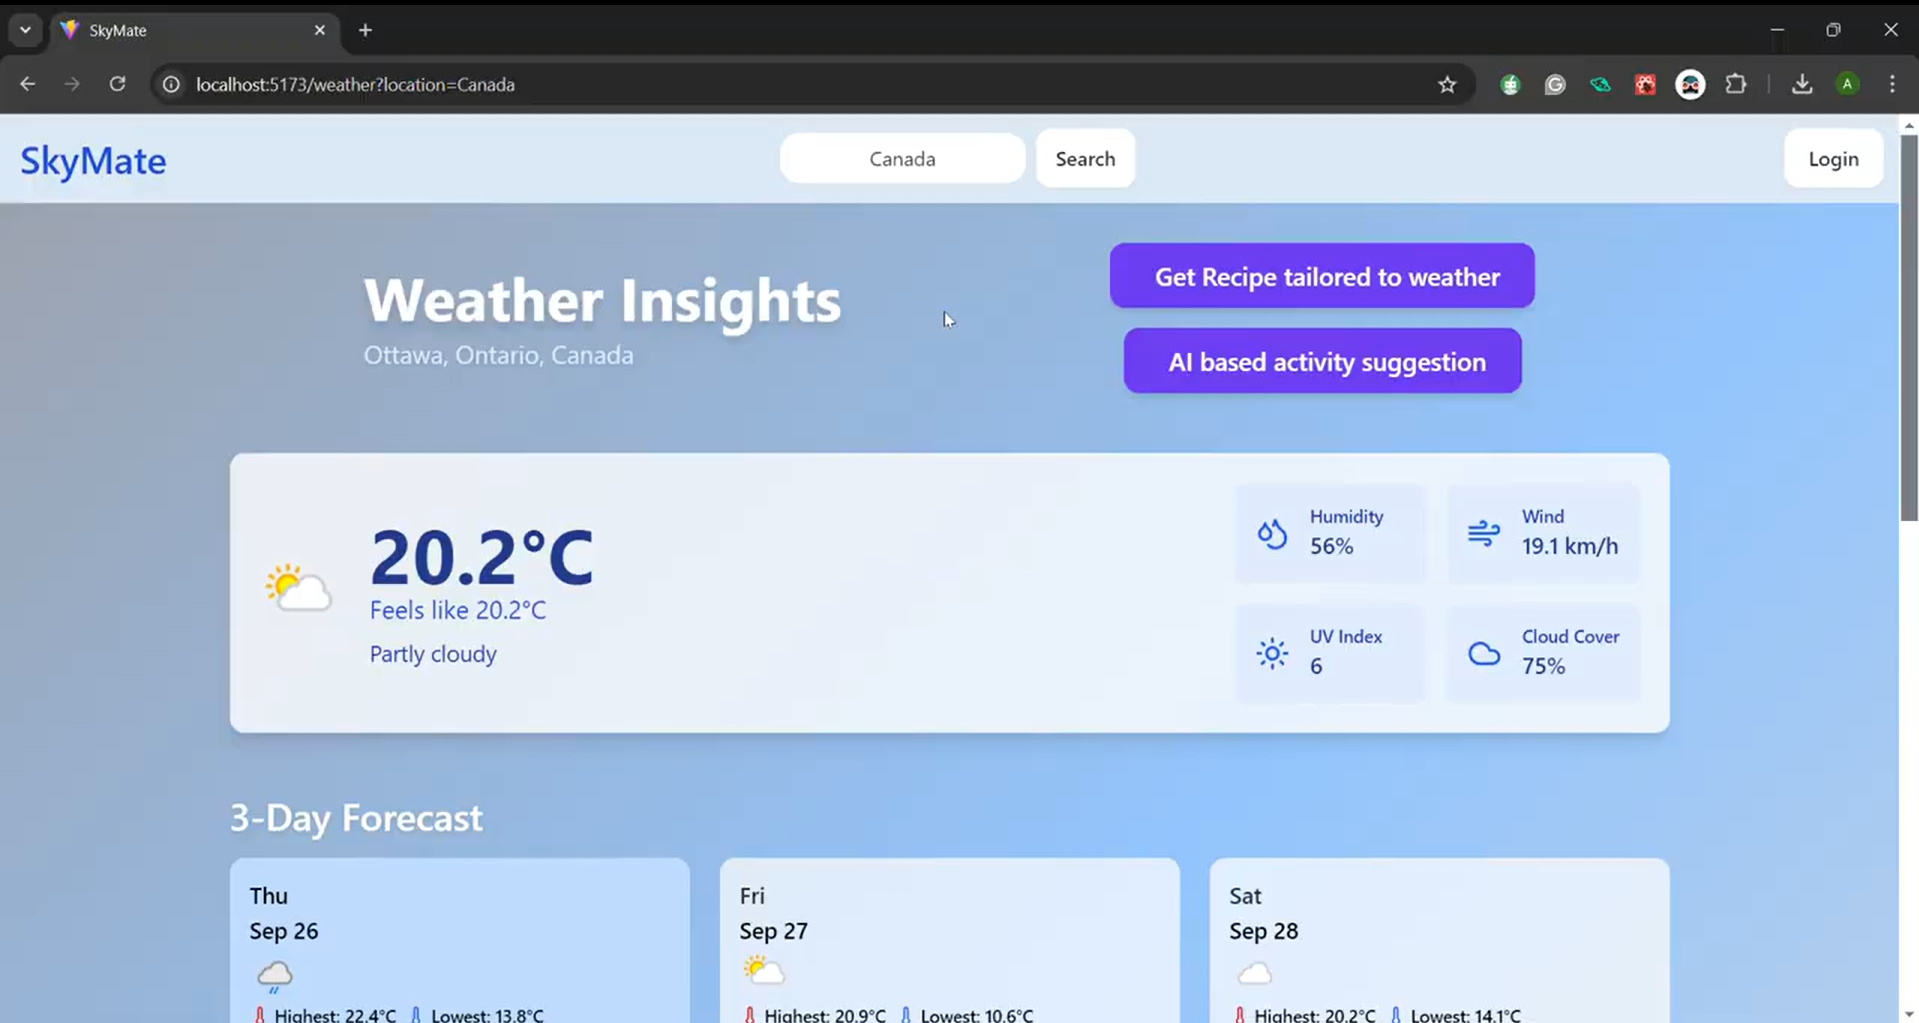 SkyMate
localhost:5173/weather?location=Canada
A
SkyMate
Canada
Search
Login
Weather Insights
Ottawa, Ontario, Canada
Get Recipe tailored to weather
AI based activity suggestion
20.2°C
Feels like 20.2°C
Partly cloudy
Humidity
56%
Wind
19.1 km/h
UV Index
6
Cloud Cover
75%
3-Day Forecast
Thu
Sep 26
Highest: 22.4°C Lowest: 13.8°C
Fri
Sep 27
Highest: 20.9°C Lowest: 10.6°C
Sat
Sep 28
Highest: 20.2°C Lowest: 14.1°C